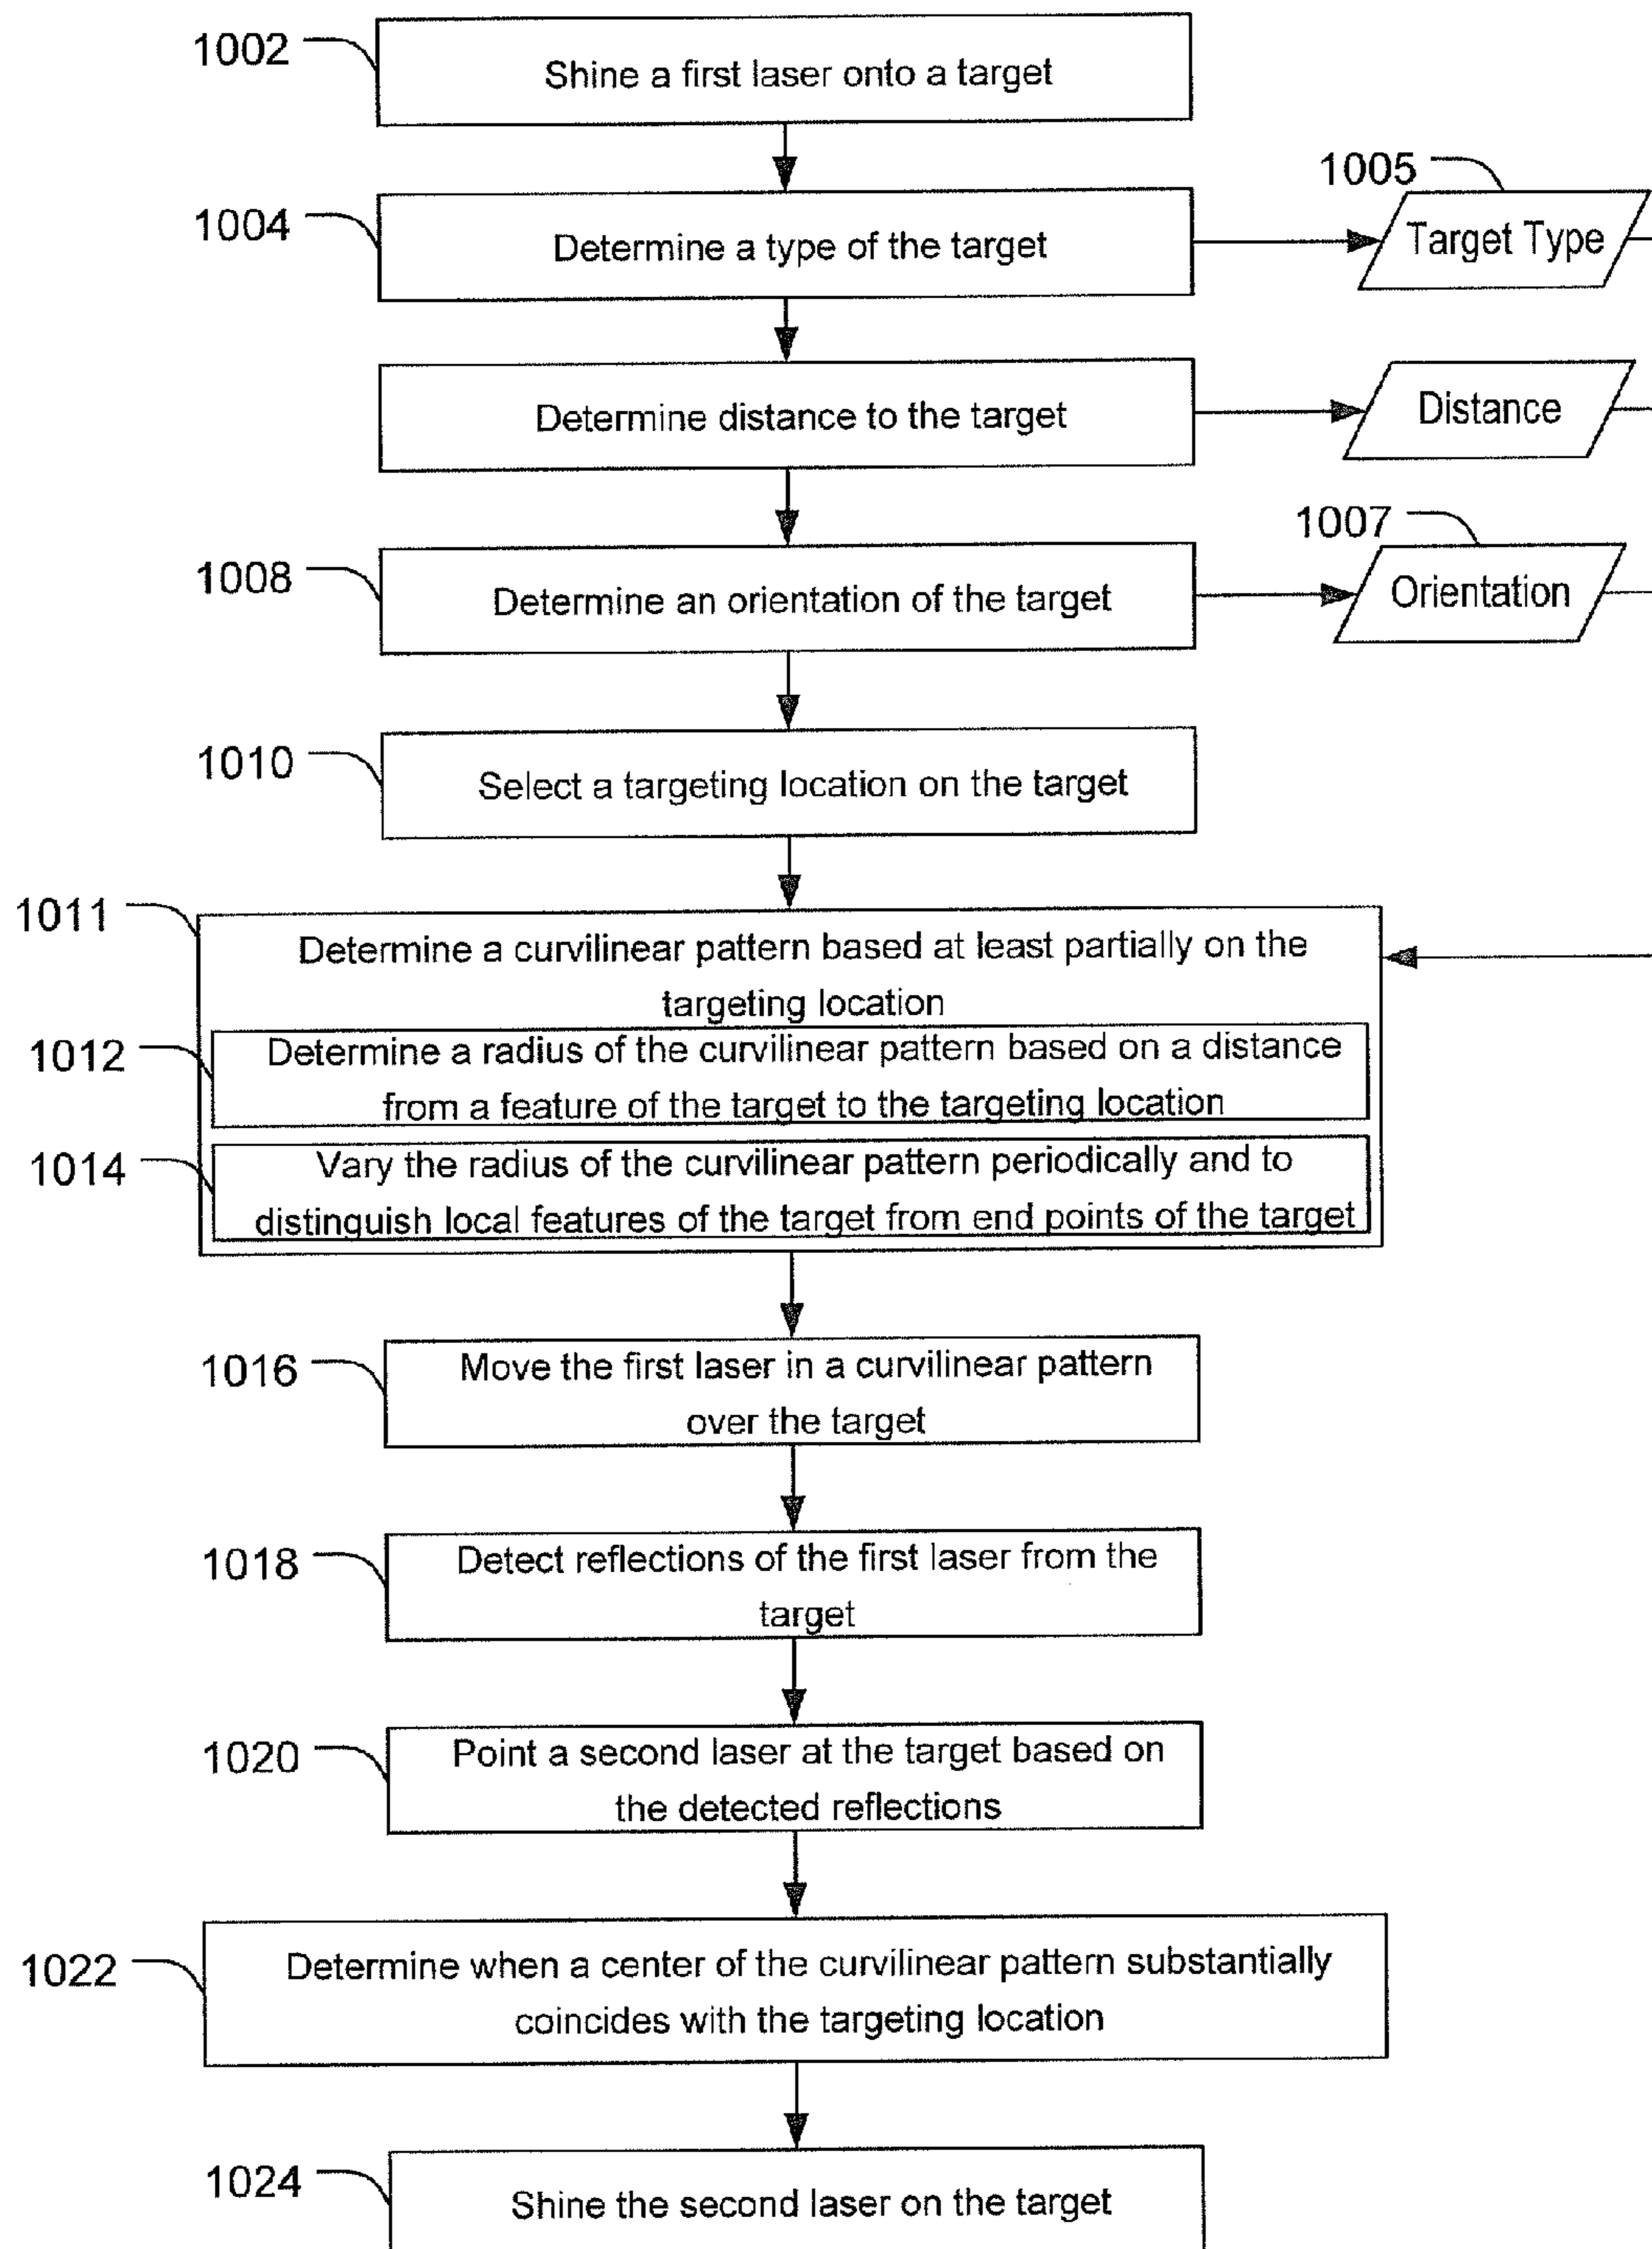 1002
Shine a first laser onto a target
1005
1004
Determine a type of the target
Target Type
Determine distance to the target
Distance
1007
1008
Determine an orientation of the target
Orientation
1010
Select a targeting location on the target
1011
Determine a curvilinear pattern based at least partially on the
targeting location
1012
Determine a radius of the curvilinear pattern based on a distance
from a feature of the target to the targeting location
1014
Vary the radius of the curvilinear pattern periodically and to
distinguish local features of the target from end points of the target
1016
Move the first laser in a curvilinear pattern
over the target
1018
Detect reflections of the first laser from the
target
1020
Point a second laser at the target based on
the detected reflections
1022
Determine when a center of the curvilinear pattern substantially
coincides with the targeting location
1024
Shine the second laser on the target